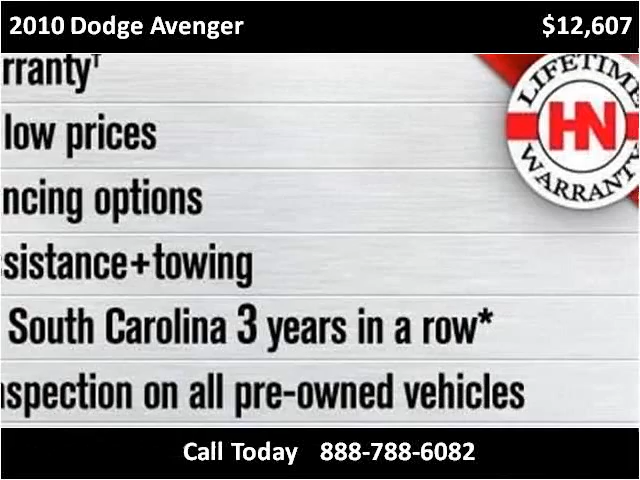 2010 Dodge Avenger $12,607
rranty†
low prices
ncing options
sistance+towing
South Carolina 3 years in a row*
nspection on all pre-owned vehicles
LIFETIME
HN
WARRANTY
Call Today 888-788-6082